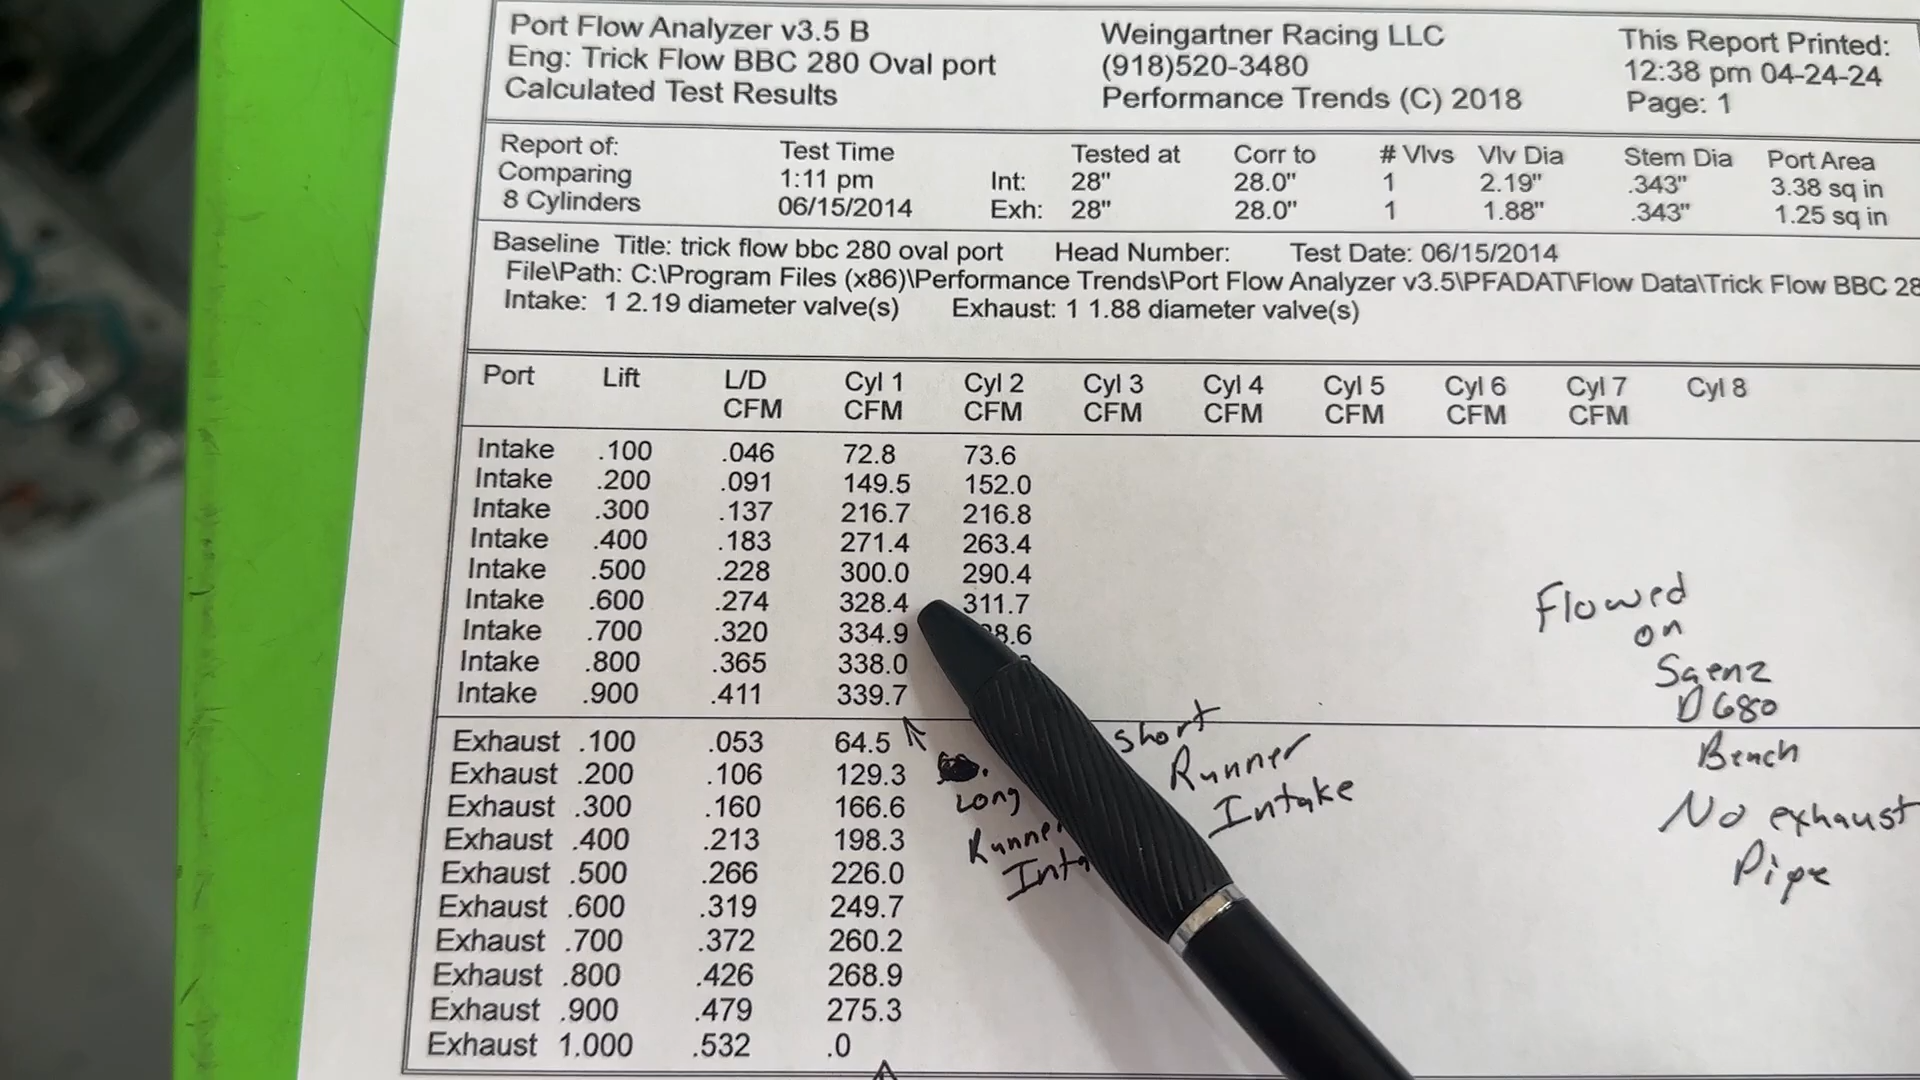 Port Flow Analyzer v3.5 B
Eng: Trick Flow BBC 280 Oval port
Calculated Test Results
Weingartner Racing LLC
(918)520-3480
Performance Trends (C) 2018
This Report Printed:
12:38 pm 04-24-24
Page: 1
Report of:
Comparing
8 Cylinders
Test Time
1:11 pm
06/15/2014
Tested at Corr to # Vlvs Vlv Dia Stem Dia Port Area
Int: 28" 28.0" 1 2.19" .343" 3.38 sq in
Exh: 28" 28.0" 1 1.88" .343" 1.25 sq in
Baseline Title: trick flow bbc 280 oval port Head Number: Test Date: 06/15/2014
File\Path: C:\Program Files (x86)\Performance Trends\Port Flow Analyzer v3.5\PFADAT\Flow Data\Trick Flow BBC 28
Intake: 1 2.19 diameter valve(s) Exhaust: 1 1.88 diameter valve(s)
Port Lift L/D Cyl 1 Cyl 2 Cyl 3 Cyl 4 Cyl 5 Cyl 6 Cyl 7 Cyl 8
CFM CFM CFM CFM CFM CFM CFM CFM
Intake .100 .046 72.8 73.6
Intake .200 .091 149.5 152.0
Intake .300 .137 216.7 216.8
Intake .400 .183 271.4 263.4
Intake .500 .228 300.0 290.4
Intake .600 .274 328.4 311.7
Intake .700 .320 334.9 8.6
Intake .800 .365 338.0
Intake .900 .411 339.7
Exhaust .100 .053 64.5
Exhaust .200 .106 129.3
Exhaust .300 .160 166.6
Exhaust .400 .213 198.3
Exhaust .500 .266 226.0
Exhaust .600 .319 249.7
Exhaust .700 .372 260.2
Exhaust .800 .426 268.9
Exhaust .900 .479 275.3
Exhaust 1.000 .532 .0
Long
Runner
Inta
short
Runner
Intake
Flowed
on
Saenz
D680
Bench
No exhaust
Pipe